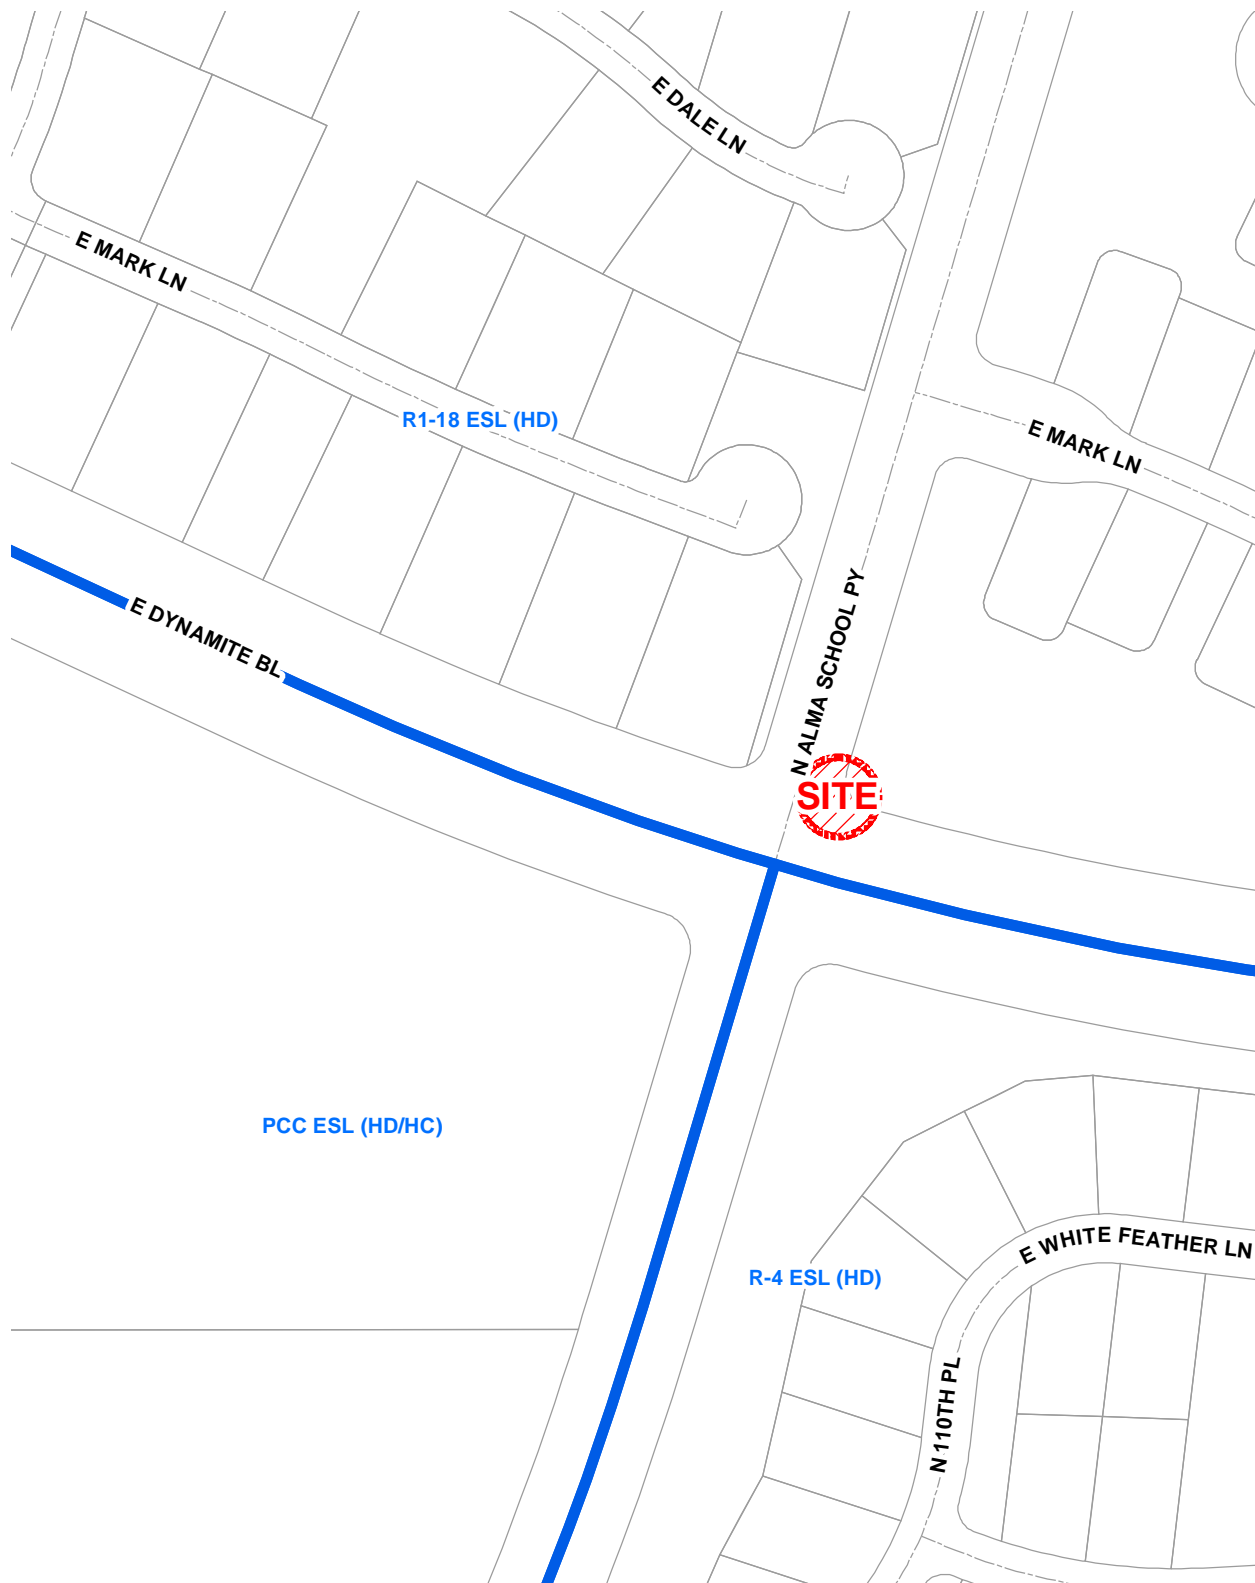 E DALE LN
E MARK LN
R1-18 ESL (HD)
E MARK LN
E DYNAMITE BL
N ALMA SCHOOL PY
SITE
PCC ESL (HD/HC)
E WHITE FEATHER LN
R-4 ESL (HD)
N 110TH PL